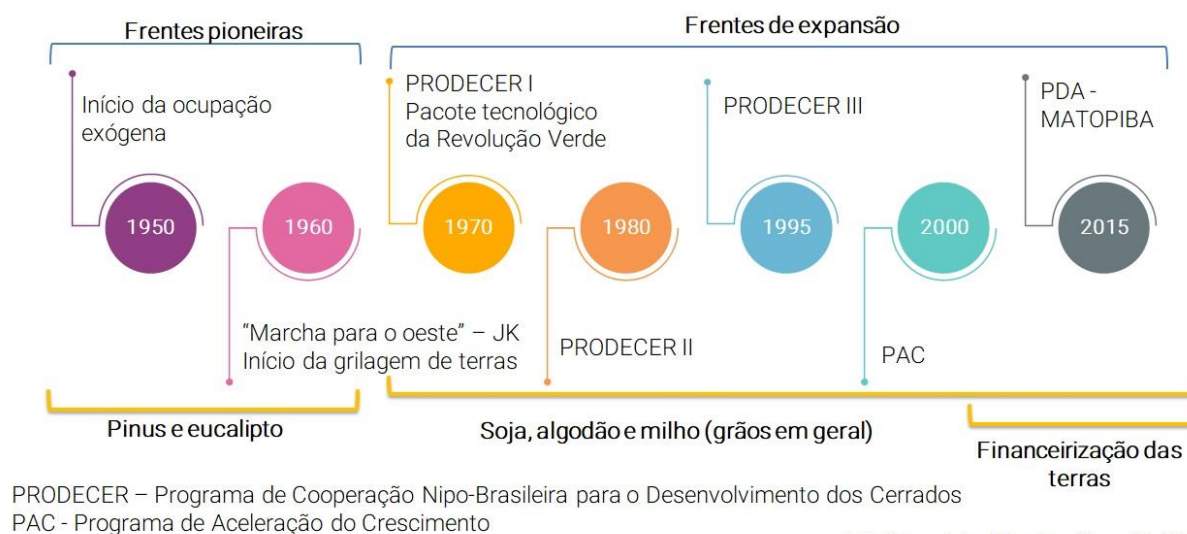 Frentes pioneiras
Frentes de expansão
Início da ocupação
exógena
PRODECER I
Pacote tecnológico
da Revolução Verde
PRODECER III
PDA -
MATOPIBA
1950
1960
1970
1980
1995
2000
2015
“Marcha para o oeste” – JK
Início da grilagem de terras
PRODECER II
PAC
Pinus e eucalipto
Soja, algodão e milho (grãos em geral)
Financeirização das
terras
PRODECER – Programa de Cooperação Nipo-Brasileira para o Desenvolvimento dos Cerrados
PAC - Programa de Aceleração do Crescimento